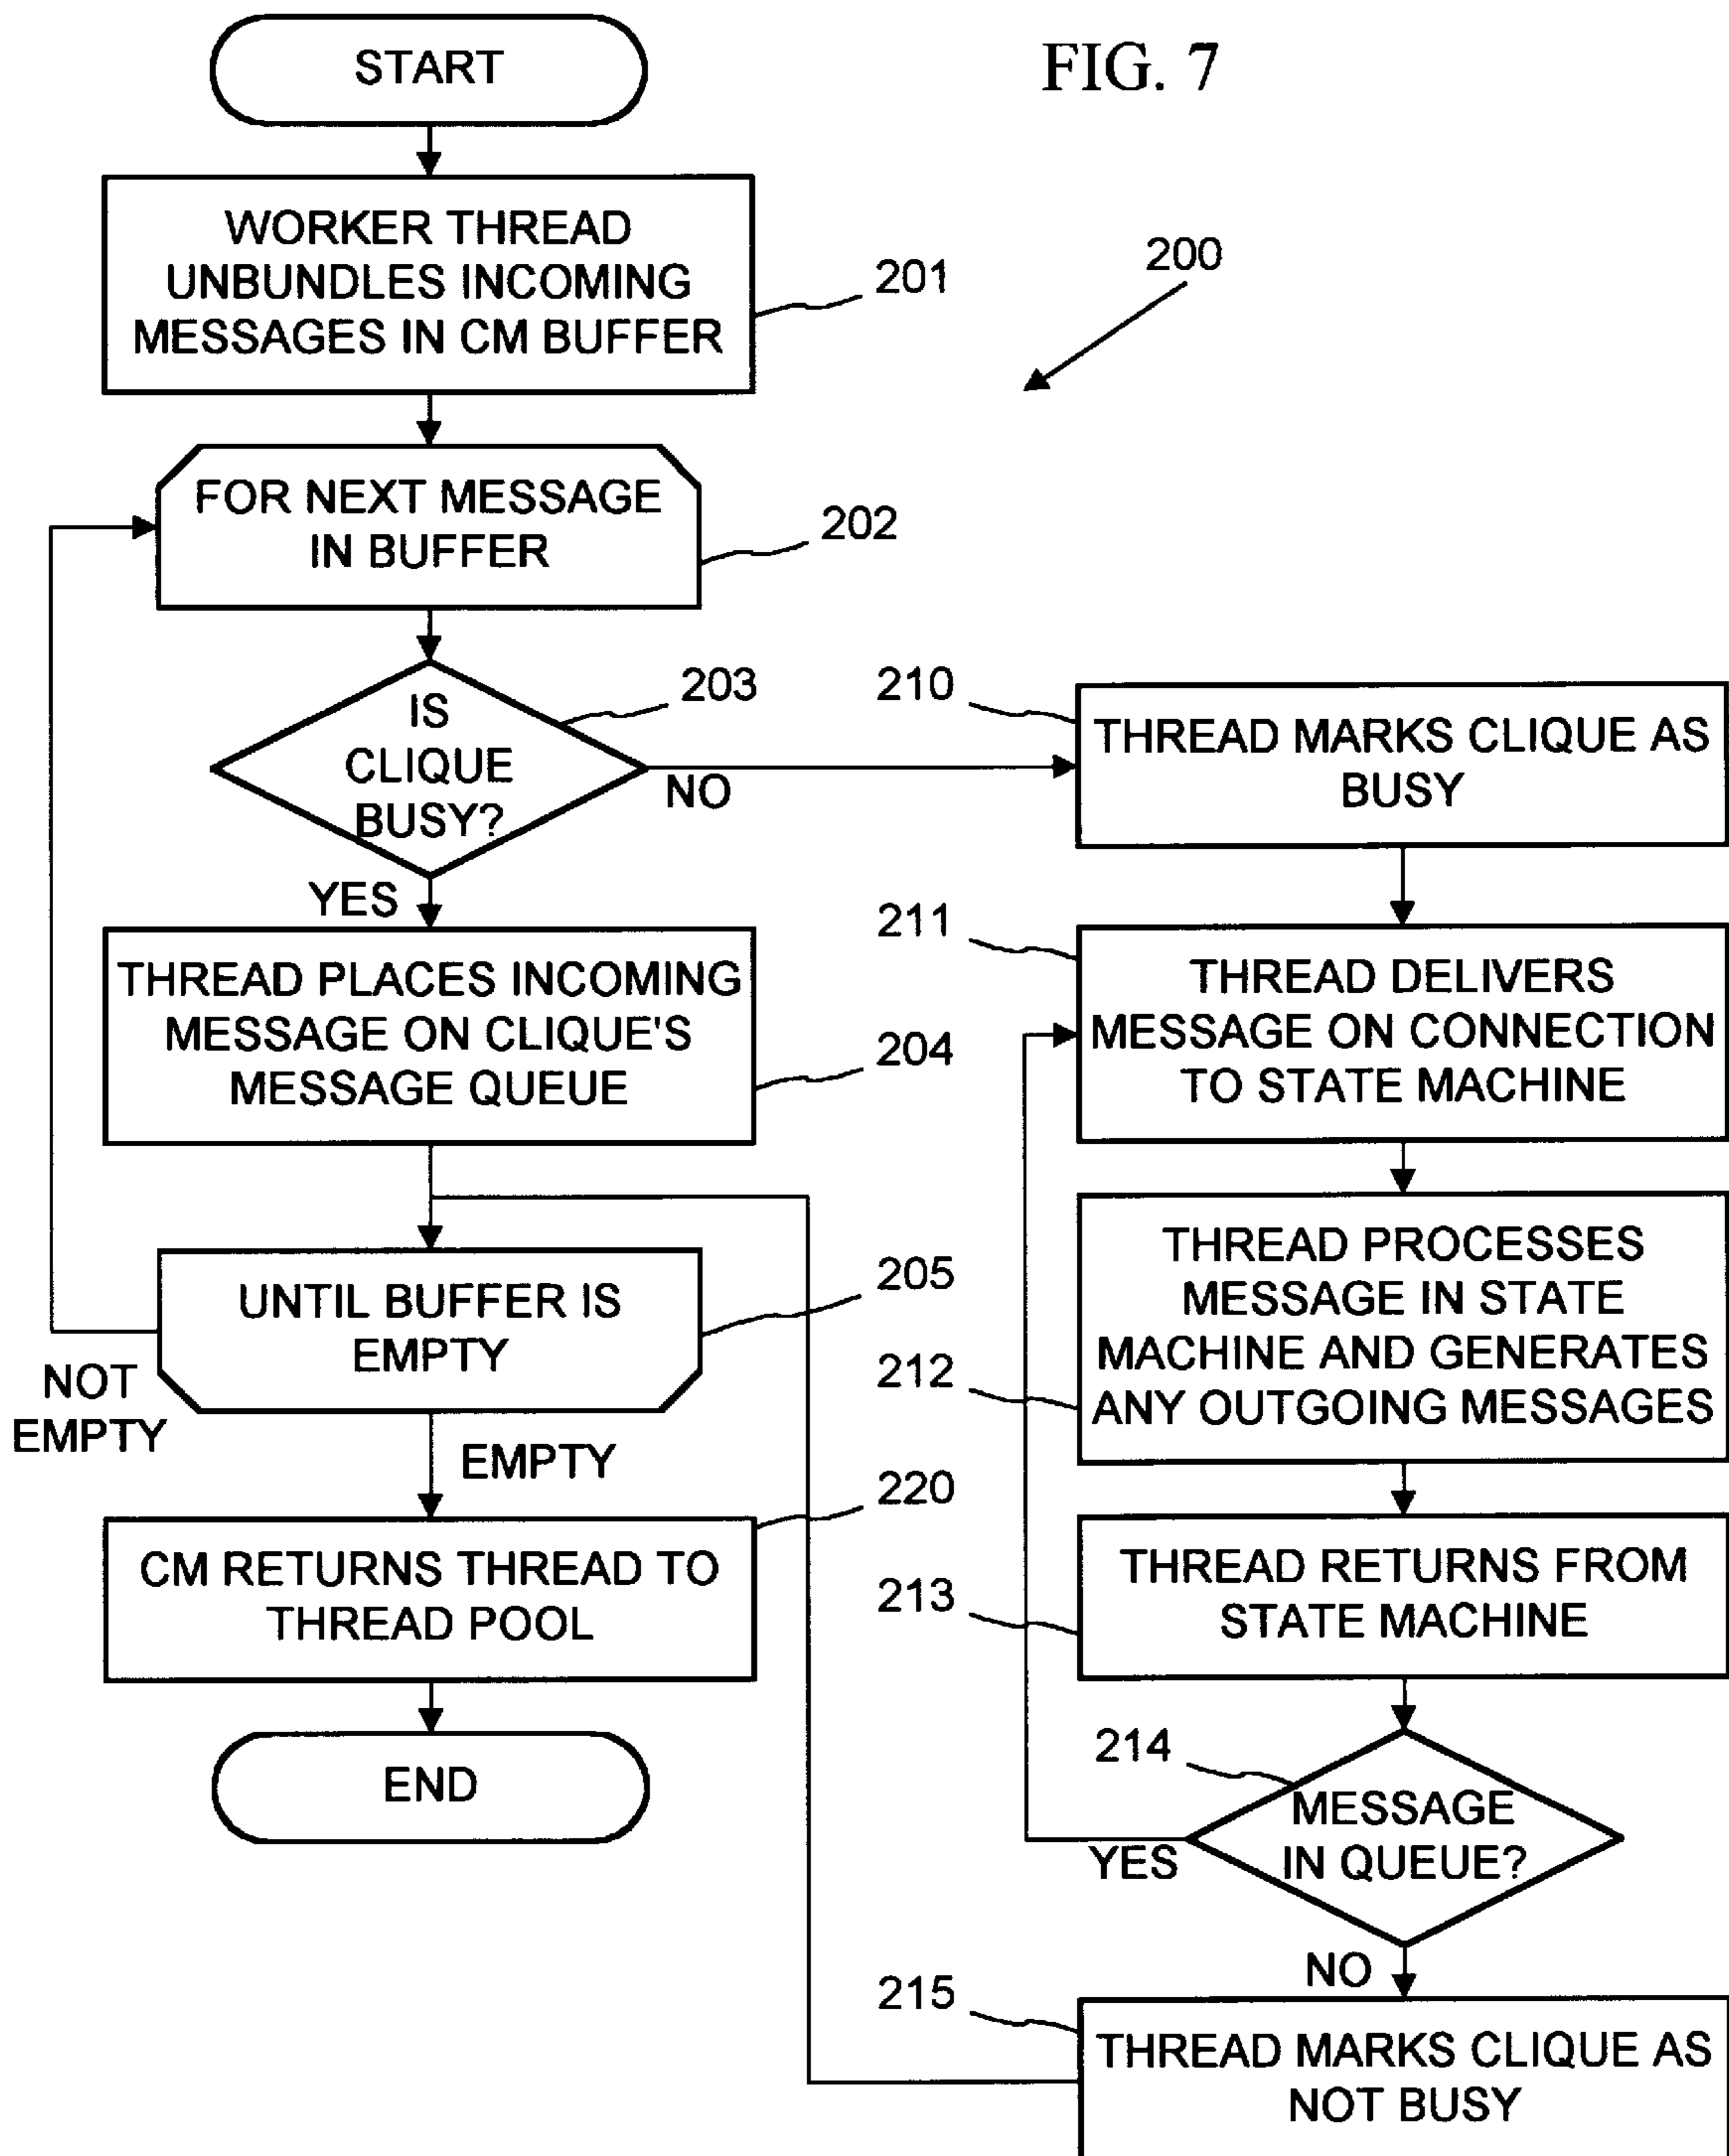 START
FIG. 7
WORKER THREAD
UNBUNDLES INCOMING
MESSAGES IN CM BUFFER
201
200
FOR NEXT MESSAGE
IN BUFFER
202
IS
CLIQUE
BUSY?
203
NO
YES
THREAD PLACES INCOMING
MESSAGE ON CLIQUE'S
MESSAGE QUEUE
204
UNTIL BUFFER IS
EMPTY
205
NOT
EMPTY
EMPTY
220
CM RETURNS THREAD TO
THREAD POOL
END
210
THREAD MARKS CLIQUE AS
BUSY
211
THREAD DELIVERS
MESSAGE ON CONNECTION
TO STATE MACHINE
THREAD PROCESSES
MESSAGE IN STATE
MACHINE AND GENERATES
ANY OUTGOING MESSAGES
212
THREAD RETURNS FROM
STATE MACHINE
213
214
MESSAGE
IN QUEUE?
YES
NO
215
THREAD MARKS CLIQUE AS
NOT BUSY